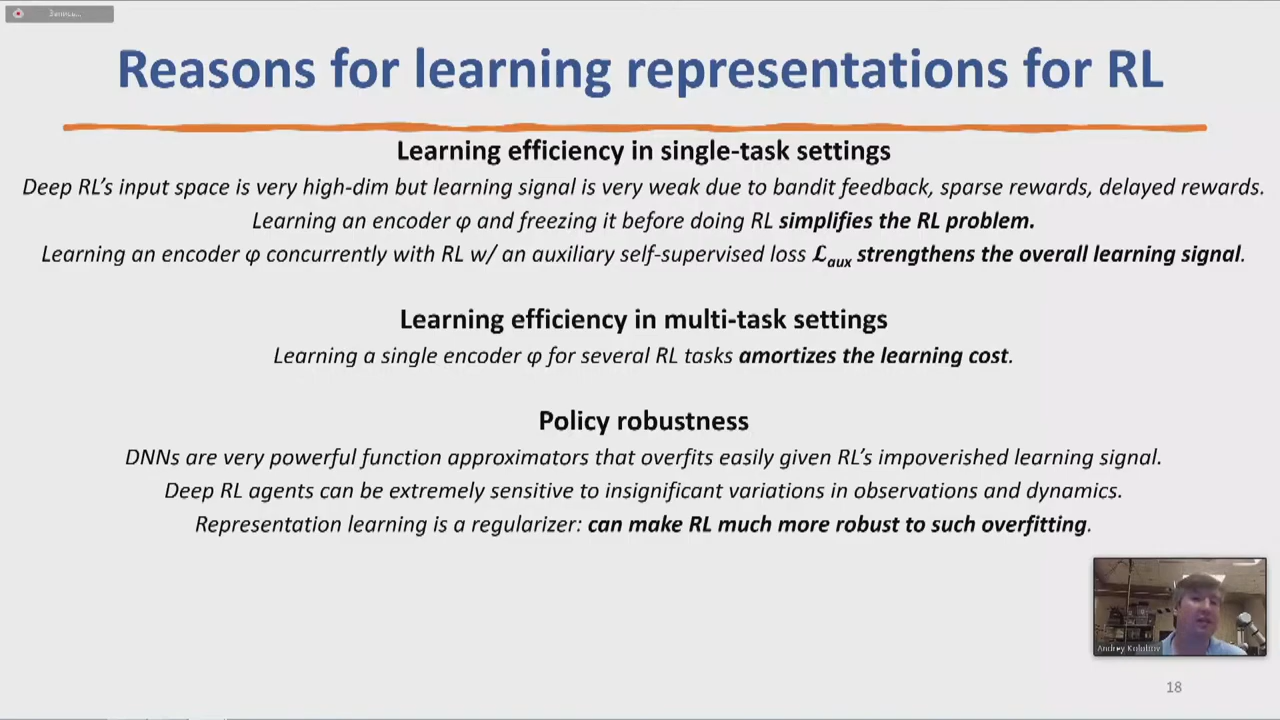 Запись...
Reasons for learning representations for RL
Learning efficiency in single-task settings
Deep RL’s input space is very high-dim but learning signal is very weak due to bandit feedback, sparse rewards, delayed rewards.
Learning an encoder φ and freezing it before doing RL simplifies the RL problem.
Learning an encoder φ concurrently with RL w/ an auxiliary self-supervised loss ℒaux strengthens the overall learning signal.
Learning efficiency in multi-task settings
Learning a single encoder φ for several RL tasks amortizes the learning cost.
Policy robustness
DNNs are very powerful function approximators that overfits easily given RL’s impoverished learning signal.
Deep RL agents can be extremely sensitive to insignificant variations in observations and dynamics.
Representation learning is a regularizer: can make RL much more robust to such overfitting.
Andrey Kolobov
18